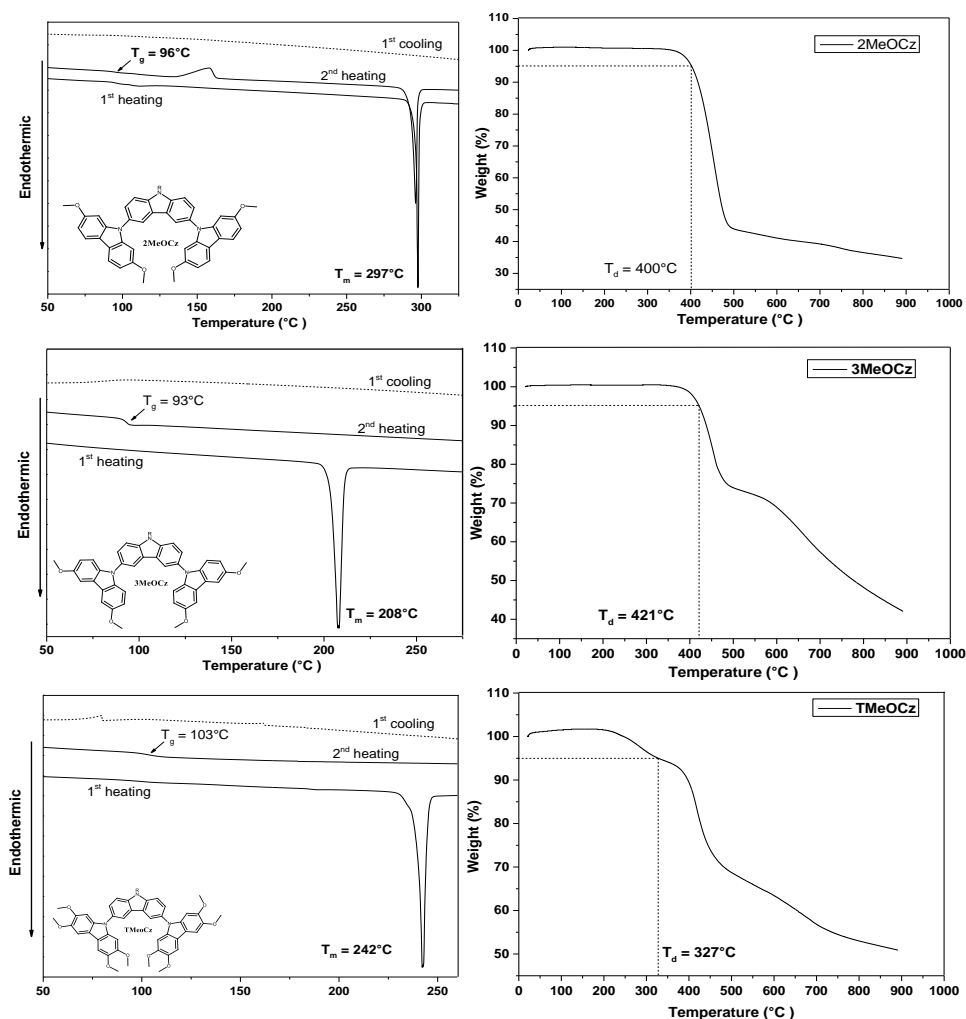 1st cooling
Tg = 96°C
2nd heating
1st heating
Endothermic
R
N
O
N
N
O
2MeOCz
O
O
Tm = 297°C
50 100 150 200 250 300
Temperature (°C )
2MeOCz
110
100
90
80
70
60
50
40
30
Weight (%)
Td = 400°C
0 100 200 300 400 500 600 700 800 900 1000
Temperature (°C )
1st cooling
Tg = 93°C
2nd heating
1st heating
Endothermic
R
N
O
N
N
O
3MeOCz
O
O
Tm = 208°C
50 100 150 200 250
Temperature (°C )
3MeOCz
110
100
90
80
70
60
50
40
Weight (%)
Td = 421°C
0 100 200 300 400 500 600 700 800 900 1000
Temperature (°C )
1st cooling
Tg = 103°C
2nd heating
1st heating
Endothermic
R
N
O
N
N
O
O
TMeoCz
O
O
O
O
O
Tm = 242°C
50 100 150 200 250
Temperature (°C )
TMeOCz
110
100
90
80
70
60
50
Weight (%)
Td = 327°C
0 100 200 300 400 500 600 700 800 900 1000
Temperature (°C )